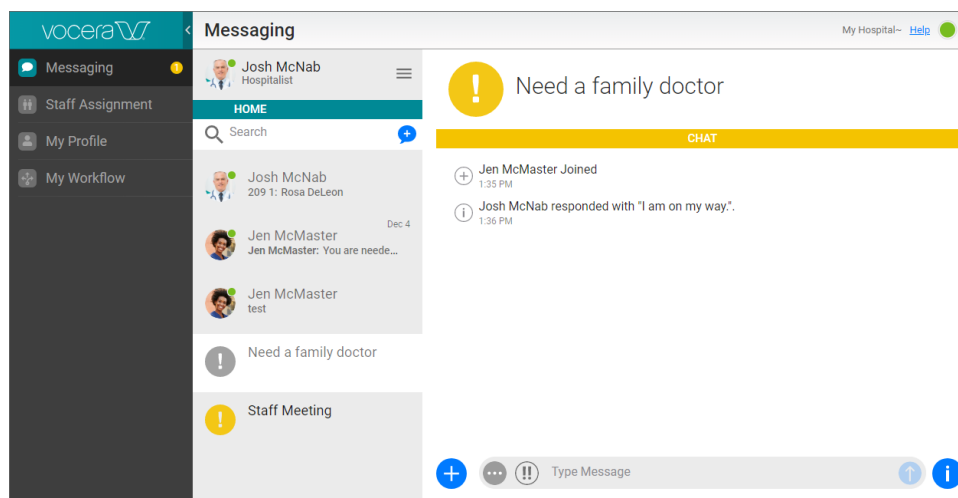 vocera
Messaging
My Hospital~ Help
Messaging 1
Staff Assignment
My Profile
My Workflow
Josh McNab
Hospitalist
HOME
Search
Josh McNab
209 1: Rosa DeLeon
Dec 4
Jen McMaster
Jen McMaster: You are neede...
Jen McMaster
test
Need a family doctor
Staff Meeting
Need a family doctor
CHAT
Jen McMaster Joined
1:35 PM
Josh McNab responded with "I am on my way.".
1:36 PM
Type Message